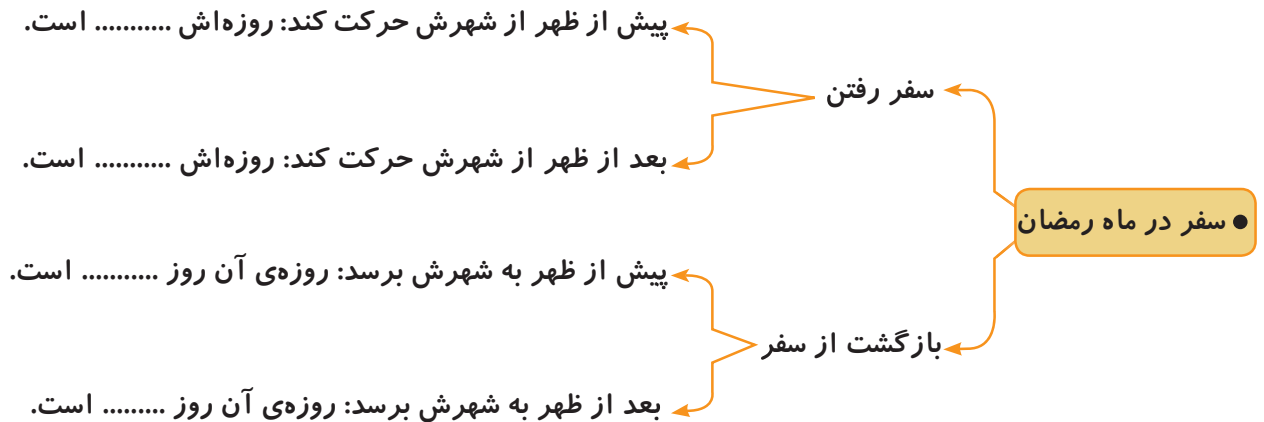 ● سفر در ماه رمضان
سفر رفتن
پیش از ظهر از شهرش حرکت کند: روزه‌اش ........... است.
بعد از ظهر از شهرش حرکت کند: روزه‌اش ........... است.
بازگشت از سفر
پیش از ظهر به شهرش برسد: روزه‌ی آن روز ........... است.
بعد از ظهر به شهرش برسد: روزه‌ی آن روز ......... است.